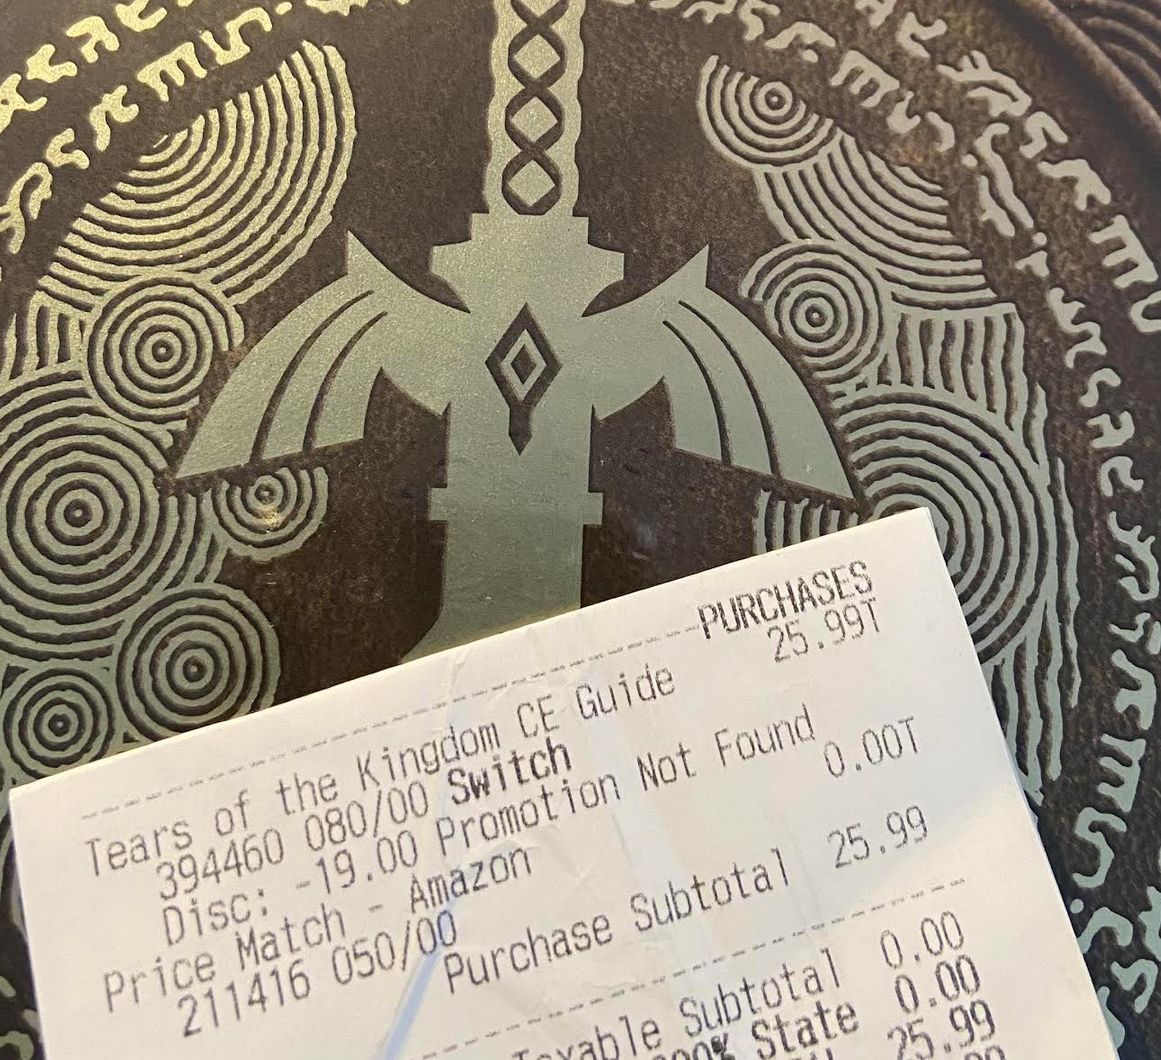 PURCHASES
Tears of the Kingdom CE Guide 25.99T
394460 080/00 Switch
Disc: -19.00 Promotion Not Found
Price Match - Amazon 0.00T
211416 050/00
Purchase Subtotal 25.99
Taxable Subtotal 0.00
State 0.00
25.99